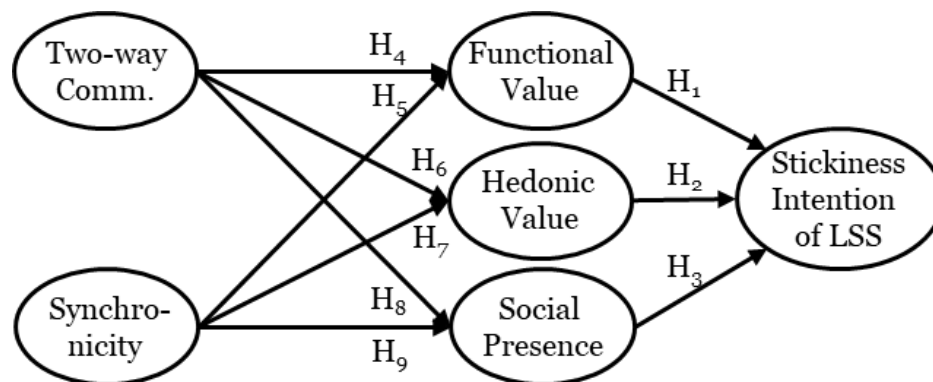 Two-way
Comm.
Synchro-
nicity
H₄
H₅
H₆
H₇
H₈
H₉
Functional
Value
Hedonic
Value
Social
Presence
H₁
H₂
H₃
Stickiness
Intention
of LSS